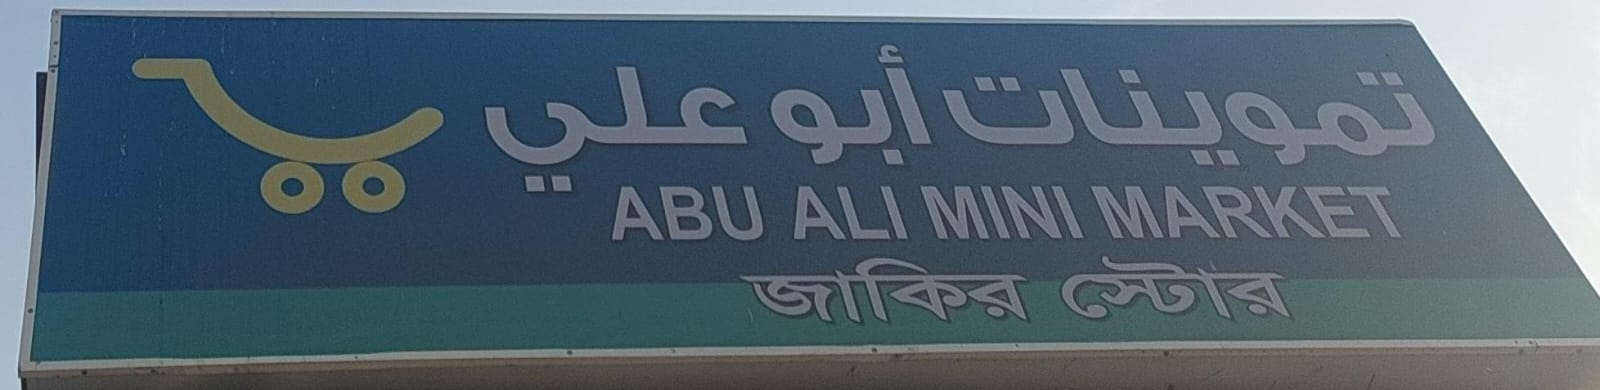 تموينات أبو علي
ABU ALI MINI MARKET
জাকির স্টোর